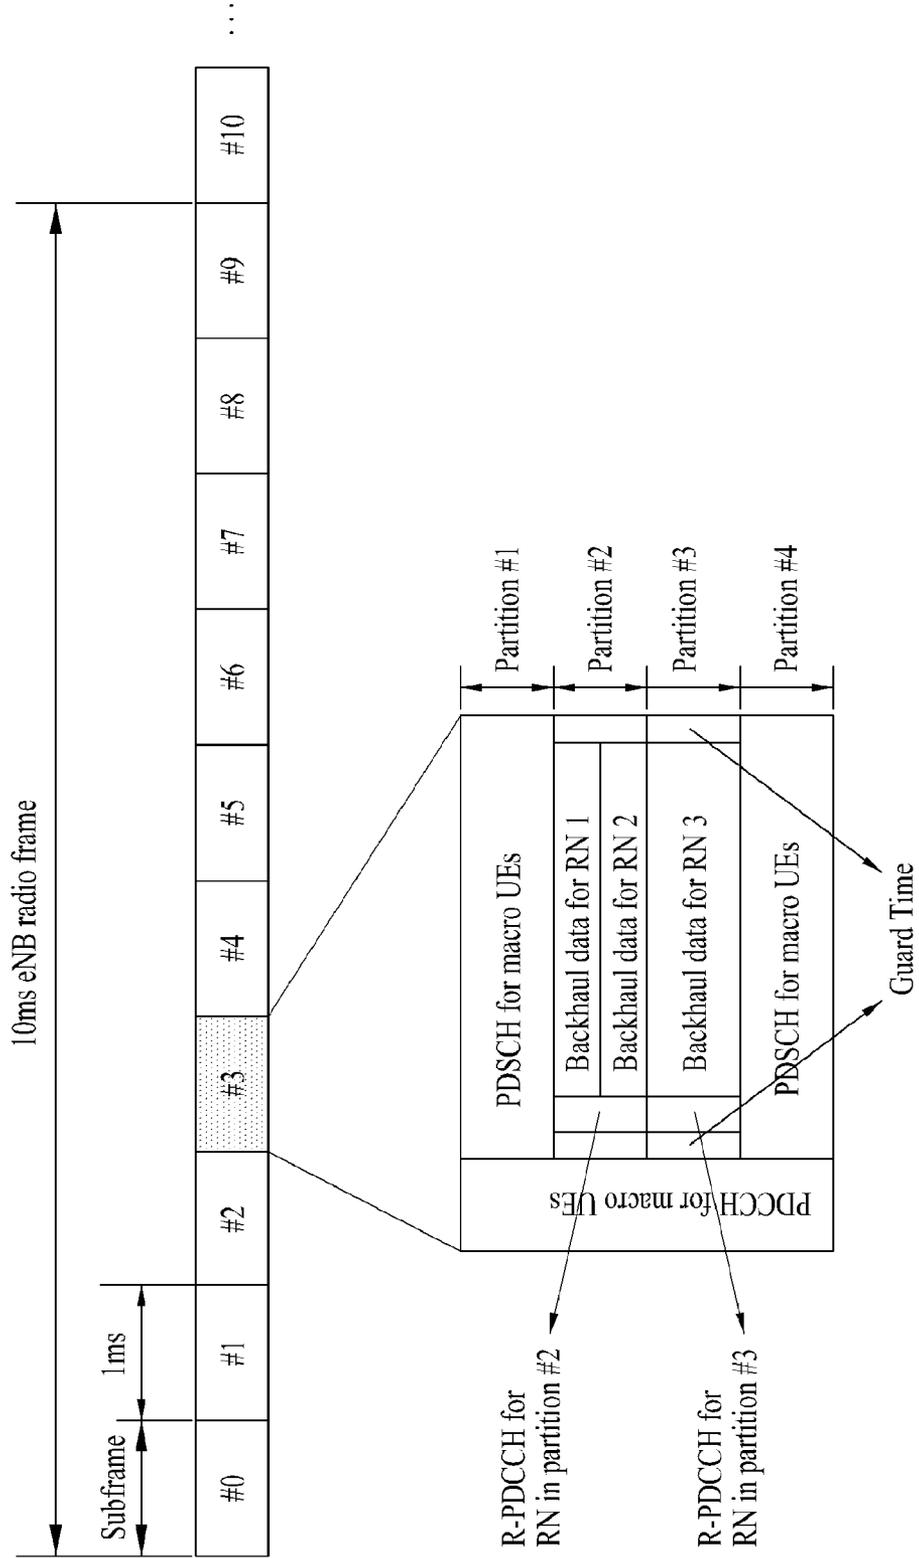 10ms eNB radio frame
Subframe
1ms
#0
#1
#2
#3
#4
#5
#6
#7
#8
#9
#10
...
PDCCH for macro UEs
PDSCH for macro UEs
Backhaul data for RN 1
Backhaul data for RN 2
Backhaul data for RN 3
PDSCH for macro UEs
Partition #1
Partition #2
Partition #3
Partition #4
R-PDCCH for
RN in partition #2
R-PDCCH for
RN in partition #3
Guard Time